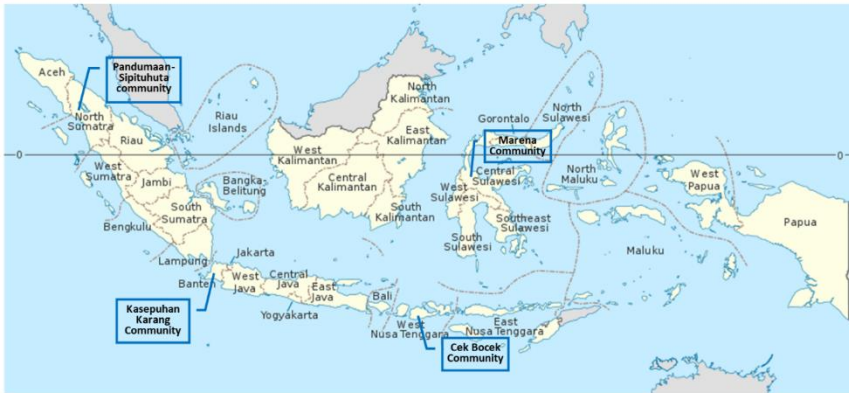 Pandumaan-
Sipituhuta
community
Aceh
North
Sumatra
Riau
Islands
Riau
West
Sumatra
Jambi
Bangka-
Belitung
South
Sumatra
Bengkulu
Lampung
North
Kalimantan
East
Kalimantan
West
Kalimantan
Central
Kalimantan
South
Kalimantan
Gorontalo
North
Sulawesi
Marena
Community
Central
Sulawesi
West
Sulawesi
Southeast
Sulawesi
South
Sulawesi
North
Maluku
West
Papua
Papua
Maluku
0
0
Jakarta
Banten
West
Java
Central
Java
East
Java
Yogyakarta
Bali
West
Nusa Tenggara
East
Nusa Tenggara
Kasepuhan
Karang
Community
Cek Bocek
Community